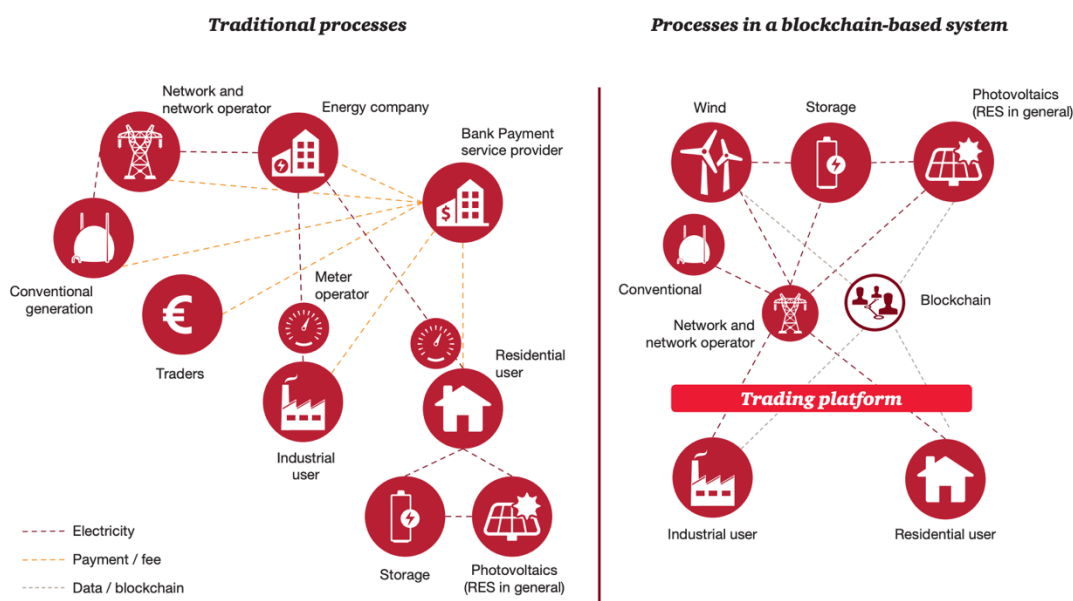 Traditional processes
Network and
network operator
Energy company
Bank Payment
service provider
$
Conventional
generation
€
Traders
Meter
operator
Residential
user
Industrial
user
Storage
Photovoltaics
(RES in general)
Electricity
Payment / fee
Data / blockchain
Processes in a blockchain-based system
Wind
Storage
Photovoltaics
(RES in general)
Conventional
Blockchain
Network and
network operator
Trading platform
Industrial user
Residential user